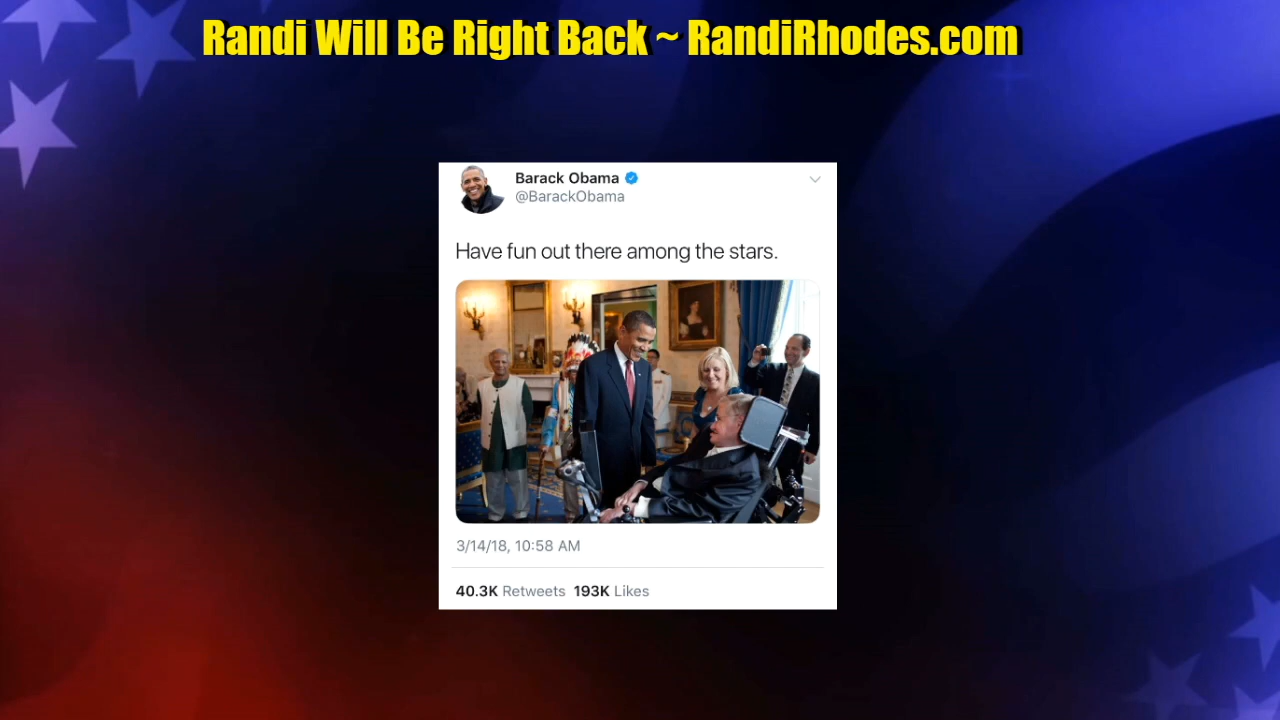 Randi Will Be Right Back ~ RandiRhodes.com
Barack Obama
@BarackObama
Have fun out there among the stars.
3/14/18, 10:58 AM
40.3K Retweets 193K Likes